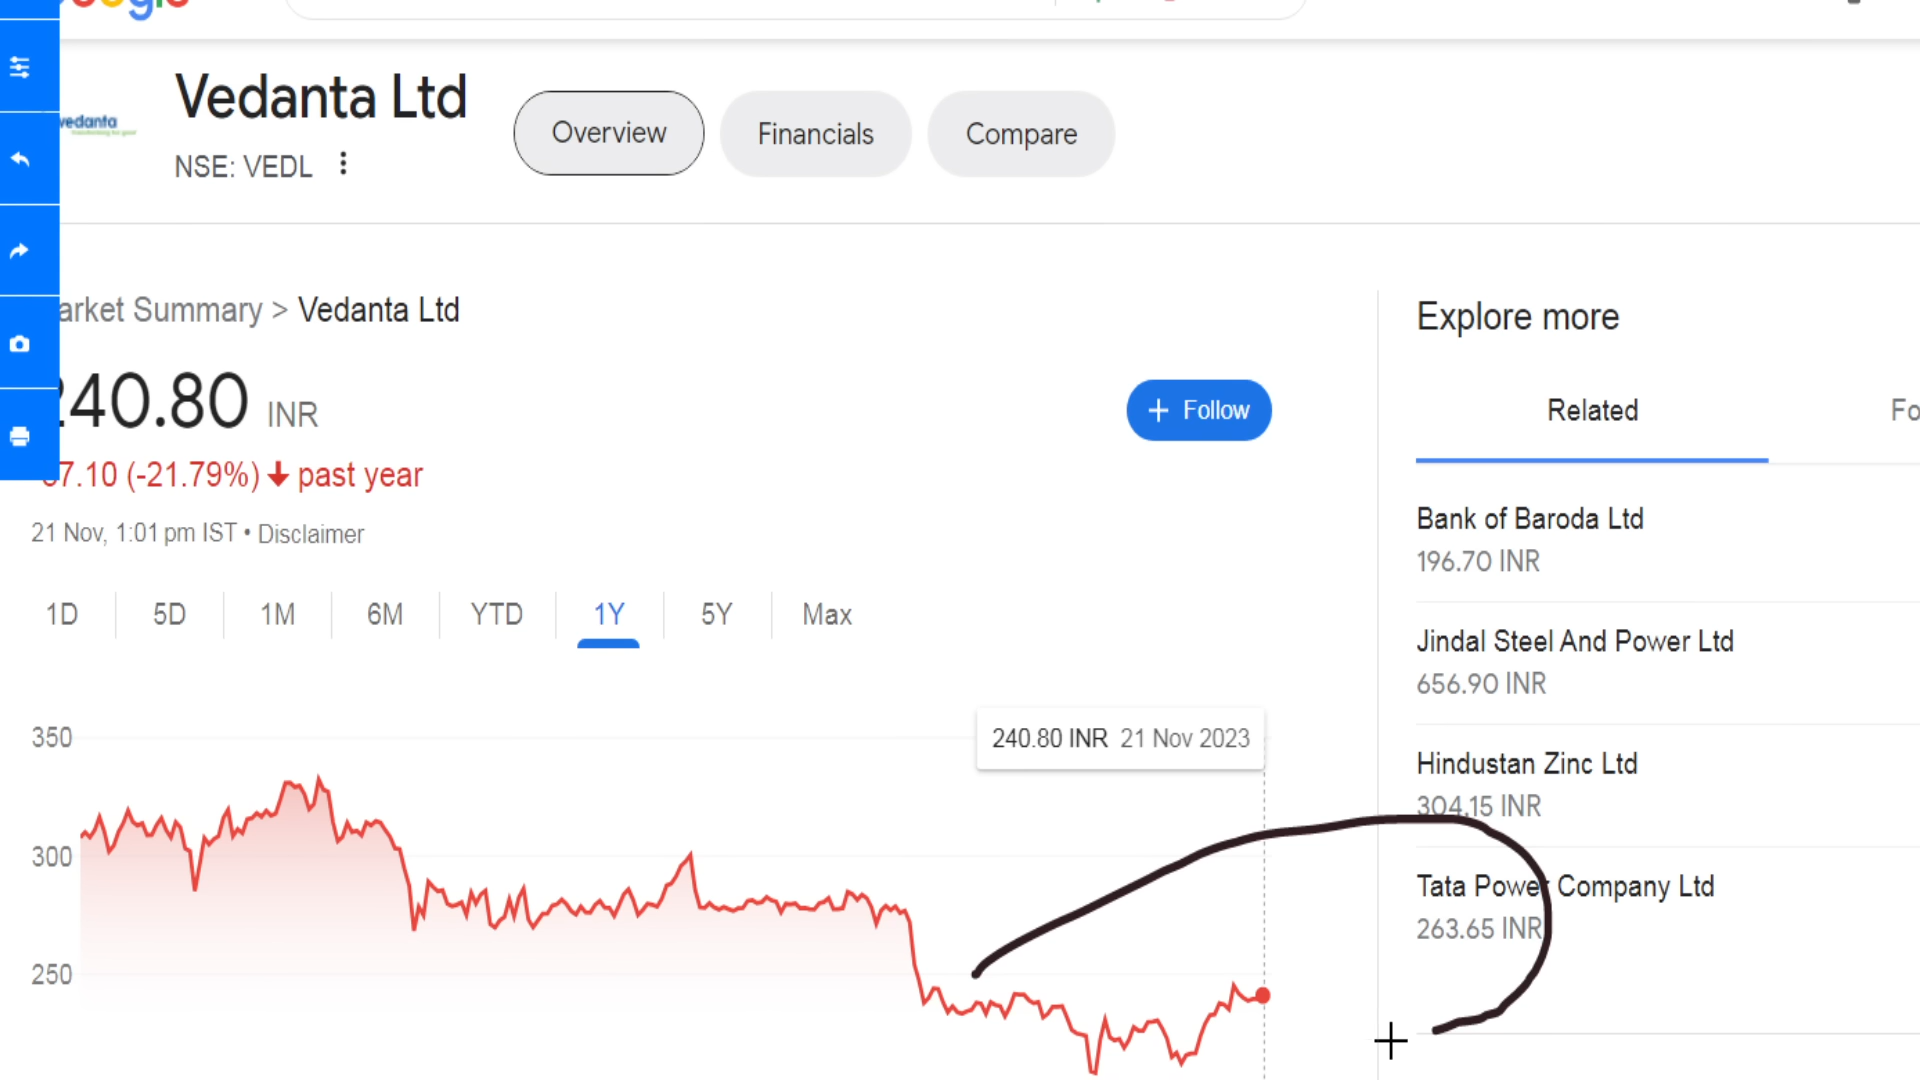 Vedanta Ltd
NSE: VEDL
vedanta
Overview
Financials
Compare
arket Summary > Vedanta Ltd
240.80 INR
7.10 (-21.79%) past year
21 Nov, 1:01 pm IST • Disclaimer
+ Follow
1D
5D
1M
6M
YTD
1Y
5Y
Max
240.80 INR 21 Nov 2023
350
300
250
Explore more
Related
Fo
Bank of Baroda Ltd
196.70 INR
Jindal Steel And Power Ltd
656.90 INR
Hindustan Zinc Ltd
304.15 INR
Tata Power Company Ltd
263.65 INR